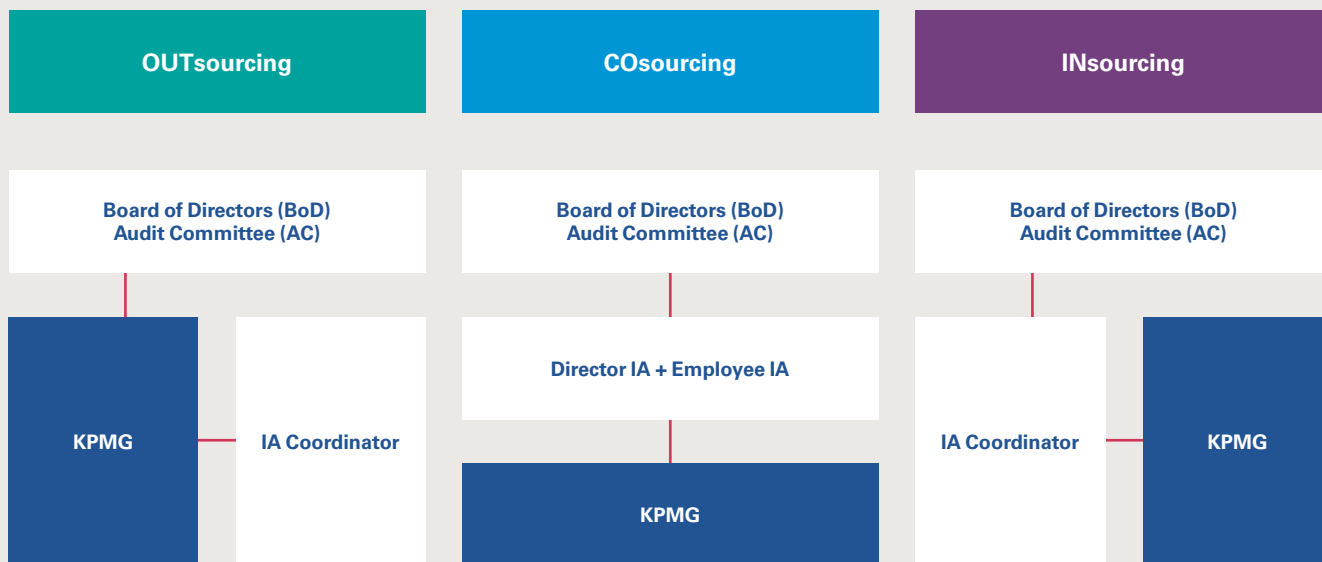 OUTsourcing
COsourcing
INsourcing
Board of Directors (BoD)
Audit Committee (AC)
Board of Directors (BoD)
Audit Committee (AC)
Board of Directors (BoD)
Audit Committee (AC)
KPMG
IA Coordinator
Director IA + Employee IA
KPMG
IA Coordinator
KPMG